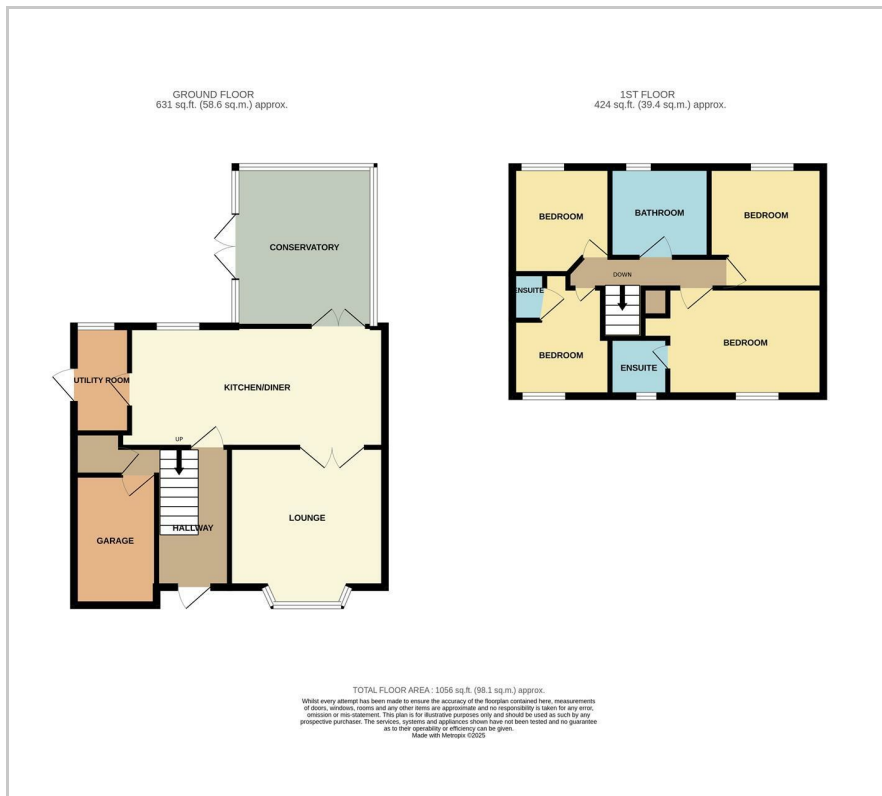 GROUND FLOOR
631 sq.ft. (58.6 sq.m.) approx.
1ST FLOOR
424 sq.ft. (39.4 sq.m.) approx.
CONSERVATORY
UTILITY ROOM
KITCHEN/DINER
UP
HALLWAY
LOUNGE
GARAGE
BEDROOM
BATHROOM
BEDROOM
DOWN
ENSUITE
BEDROOM
ENSUITE
BEDROOM
TOTAL FLOOR AREA : 1056 sq.ft. (98.1 sq.m.) approx.
Whilst every attempt has been made to ensure the accuracy of the floorplan contained here, measurements
of doors, windows, rooms and any other items are approximate and no responsibility is taken for any error,
omission or mis-statement. This plan is for illustrative purposes only and should be used as such by any
prospective purchaser. The services, systems and appliances shown have not been tested and no guarantee
as to their operability or efficiency can be given.
Made with Metropix ©2025